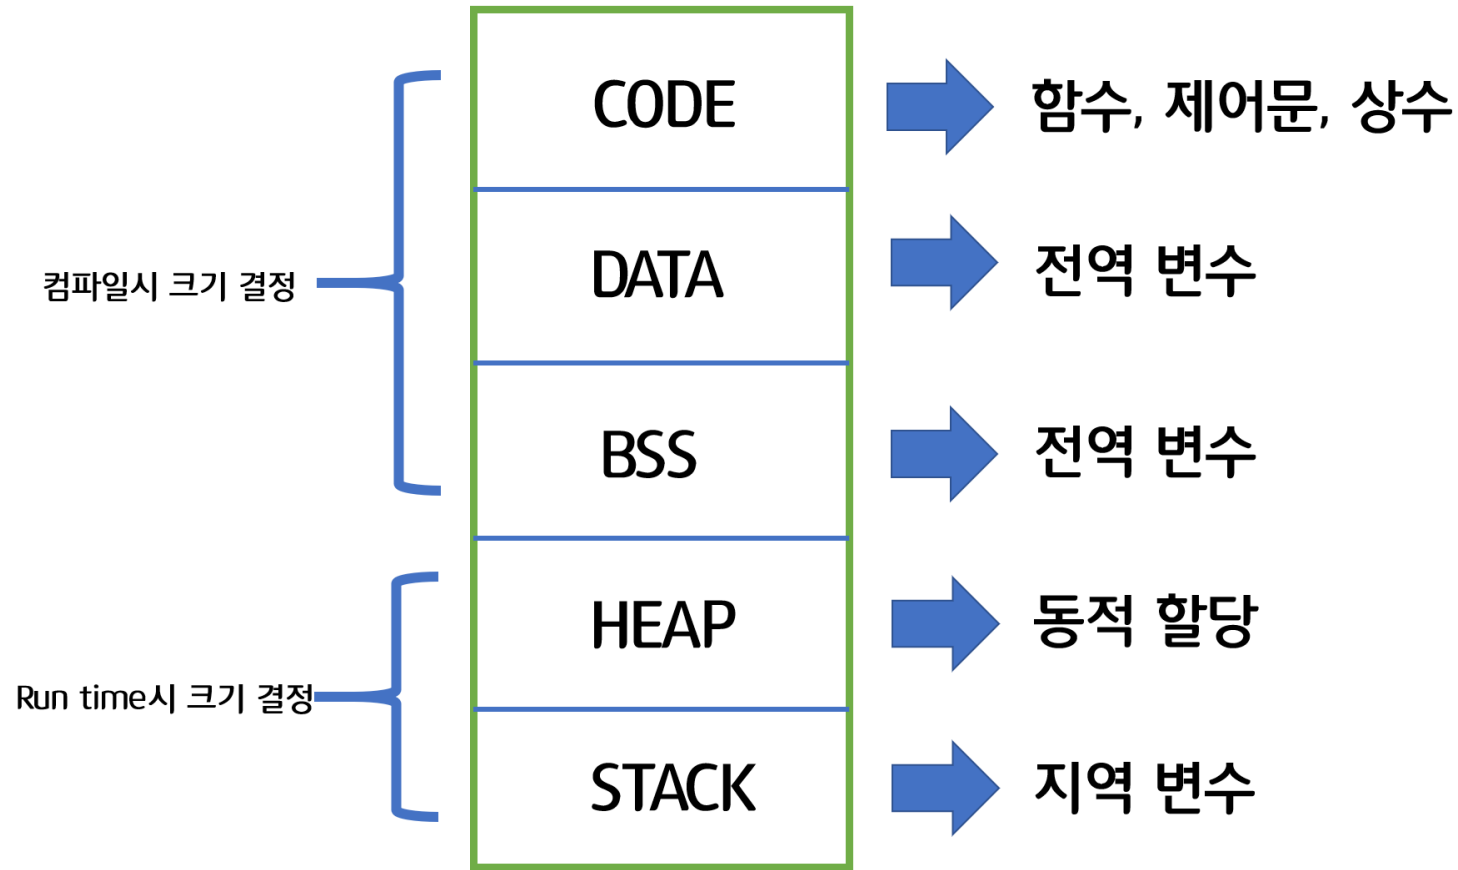 CODE
함수, 제어문, 상수
DATA
전역 변수
컴파일시 크기 결정
BSS
전역 변수
HEAP
동적 할당
Run time시 크기 결정
STACK
지역 변수